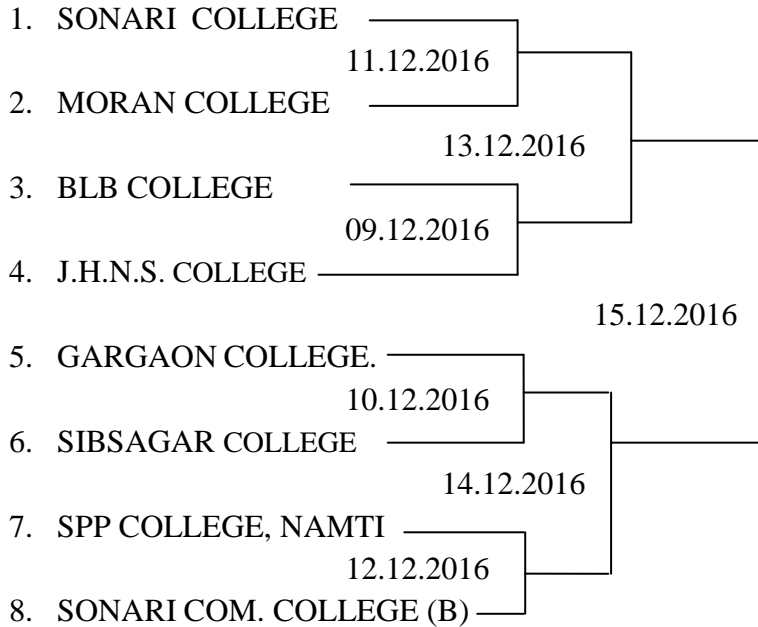 1. SONARI COLLEGE
11.12.2016
2. MORAN COLLEGE
13.12.2016
3. BLB COLLEGE
09.12.2016
4. J.H.N.S. COLLEGE
15.12.2016
5. GARGAON COLLEGE.
10.12.2016
6. SIBSAGAR COLLEGE
14.12.2016
7. SPP COLLEGE, NAMTI
12.12.2016
8. SONARI COM. COLLEGE (B)